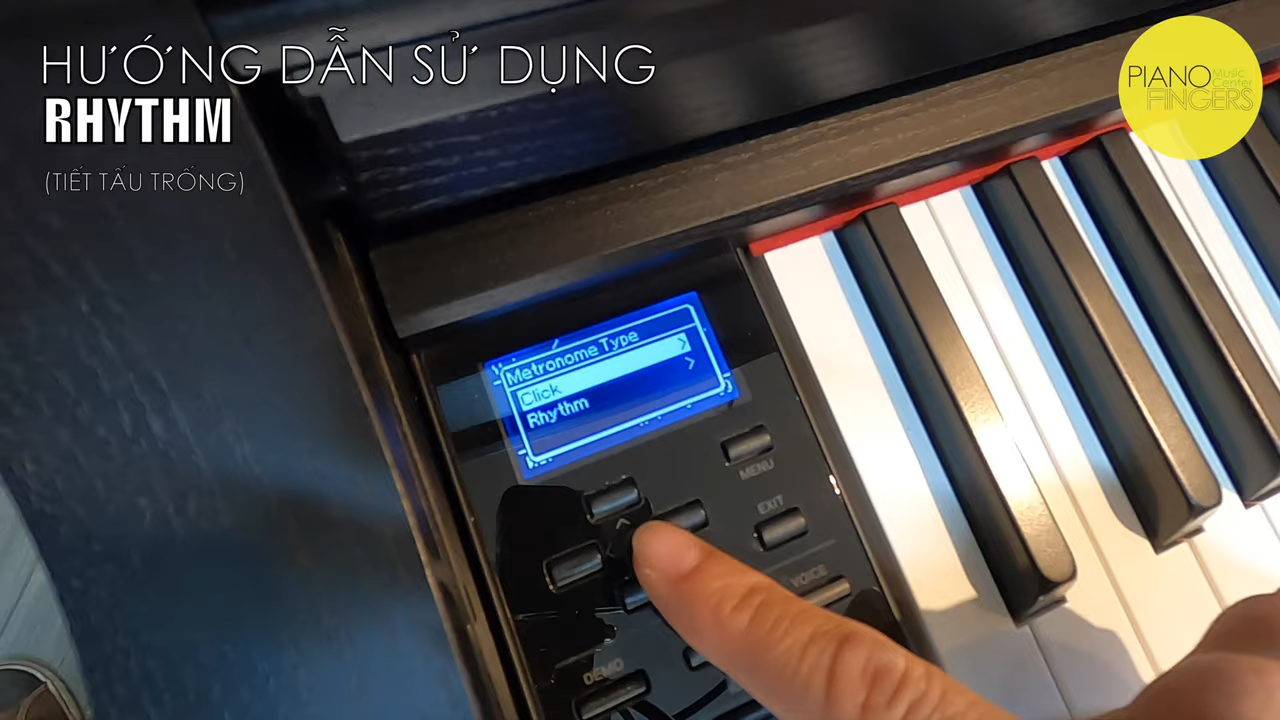 HƯỚNG DẪN SỬ DỤNG
RHYTHM
(TIẾT TẤU TRỐNG)
PIANO Music Center
FINGERS
Metronome Type
Click >
Rhythm >
MENU
EXIT
VOICE
DEMO